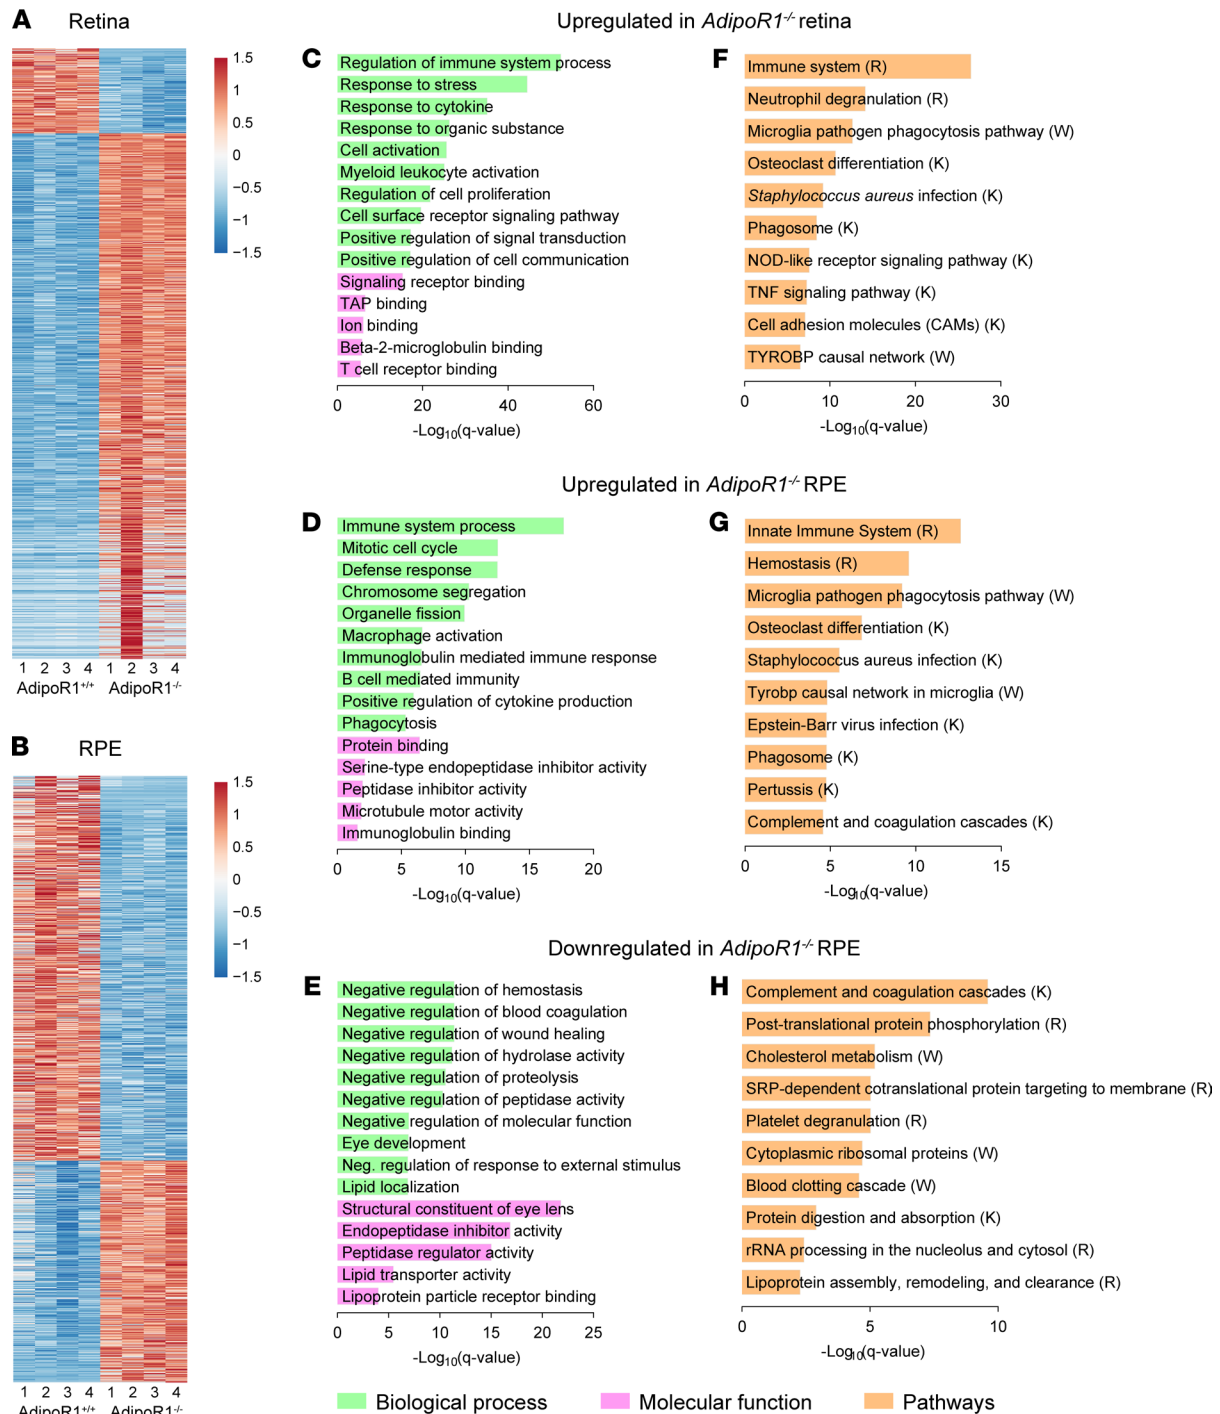 A Retina
1.5
1
0.5
0
−0.5
−1
−1.5
1 2 3 4 1 2 3 4
AdipoR1+/+ AdipoR1-/-
B RPE
1.5
1
0.5
0
−0.5
−1
−1.5
1 2 3 4 1 2 3 4
AdipoR1+/+ AdipoR1-/-
Upregulated in AdipoR1-/- retina
C
Regulation of immune system process
Response to stress
Response to cytokine
Response to organic substance
Cell activation
Myeloid leukocyte activation
Regulation of cell proliferation
Cell surface receptor signaling pathway
Positive regulation of signal transduction
Positive regulation of cell communication
Signaling receptor binding
TAP binding
Ion binding
Beta-2-microglobulin binding
T cell receptor binding
0 20 40 60
-Log10(q-value)
F
Immune system (R)
Neutrophil degranulation (R)
Microglia pathogen phagocytosis pathway (W)
Osteoclast differentiation (K)
Staphylococcus aureus infection (K)
Phagosome (K)
NOD-like receptor signaling pathway (K)
TNF signaling pathway (K)
Cell adhesion molecules (CAMs) (K)
TYROBP causal network (W)
0 10 20 30
-Log10(q-value)
Upregulated in AdipoR1-/- RPE
D
Immune system process
Mitotic cell cycle
Defense response
Chromosome segregation
Organelle fission
Macrophage activation
Immunoglobulin mediated immune response
B cell mediated immunity
Positive regulation of cytokine production
Phagocytosis
Protein binding
Serine-type endopeptidase inhibitor activity
Peptidase inhibitor activity
Microtubule motor activity
Immunoglobulin binding
0 5 10 15 20
-Log10(q-value)
G
Innate Immune System (R)
Hemostasis (R)
Microglia pathogen phagocytosis pathway (W)
Osteoclast differentiation (K)
Staphylococcus aureus infection (K)
Tyrobp causal network in microglia (W)
Epstein-Barr virus infection (K)
Phagosome (K)
Pertussis (K)
Complement and coagulation cascades (K)
0 5 10 15
-Log10(q-value)
Downregulated in AdipoR1-/- RPE
E
Negative regulation of hemostasis
Negative regulation of blood coagulation
Negative regulation of wound healing
Negative regulation of hydrolase activity
Negative regulation of proteolysis
Negative regulation of peptidase activity
Negative regulation of molecular function
Eye development
Neg. regulation of response to external stimulus
Lipid localization
Structural constituent of eye lens
Endopeptidase inhibitor activity
Peptidase regulator activity
Lipid transporter activity
Lipoprotein particle receptor binding
0 5 10 15 20 25
-Log10(q-value)
H
Complement and coagulation cascades (K)
Post-translational protein phosphorylation (R)
Cholesterol metabolism (W)
SRP-dependent cotranslational protein targeting to membrane (R)
Platelet degranulation (R)
Cytoplasmic ribosomal proteins (W)
Blood clotting cascade (W)
Protein digestion and absorption (K)
rRNA processing in the nucleolus and cytosol (R)
Lipoprotein assembly, remodeling, and clearance (R)
0 5 10
-Log10(q-value)
Biological process Molecular function Pathways